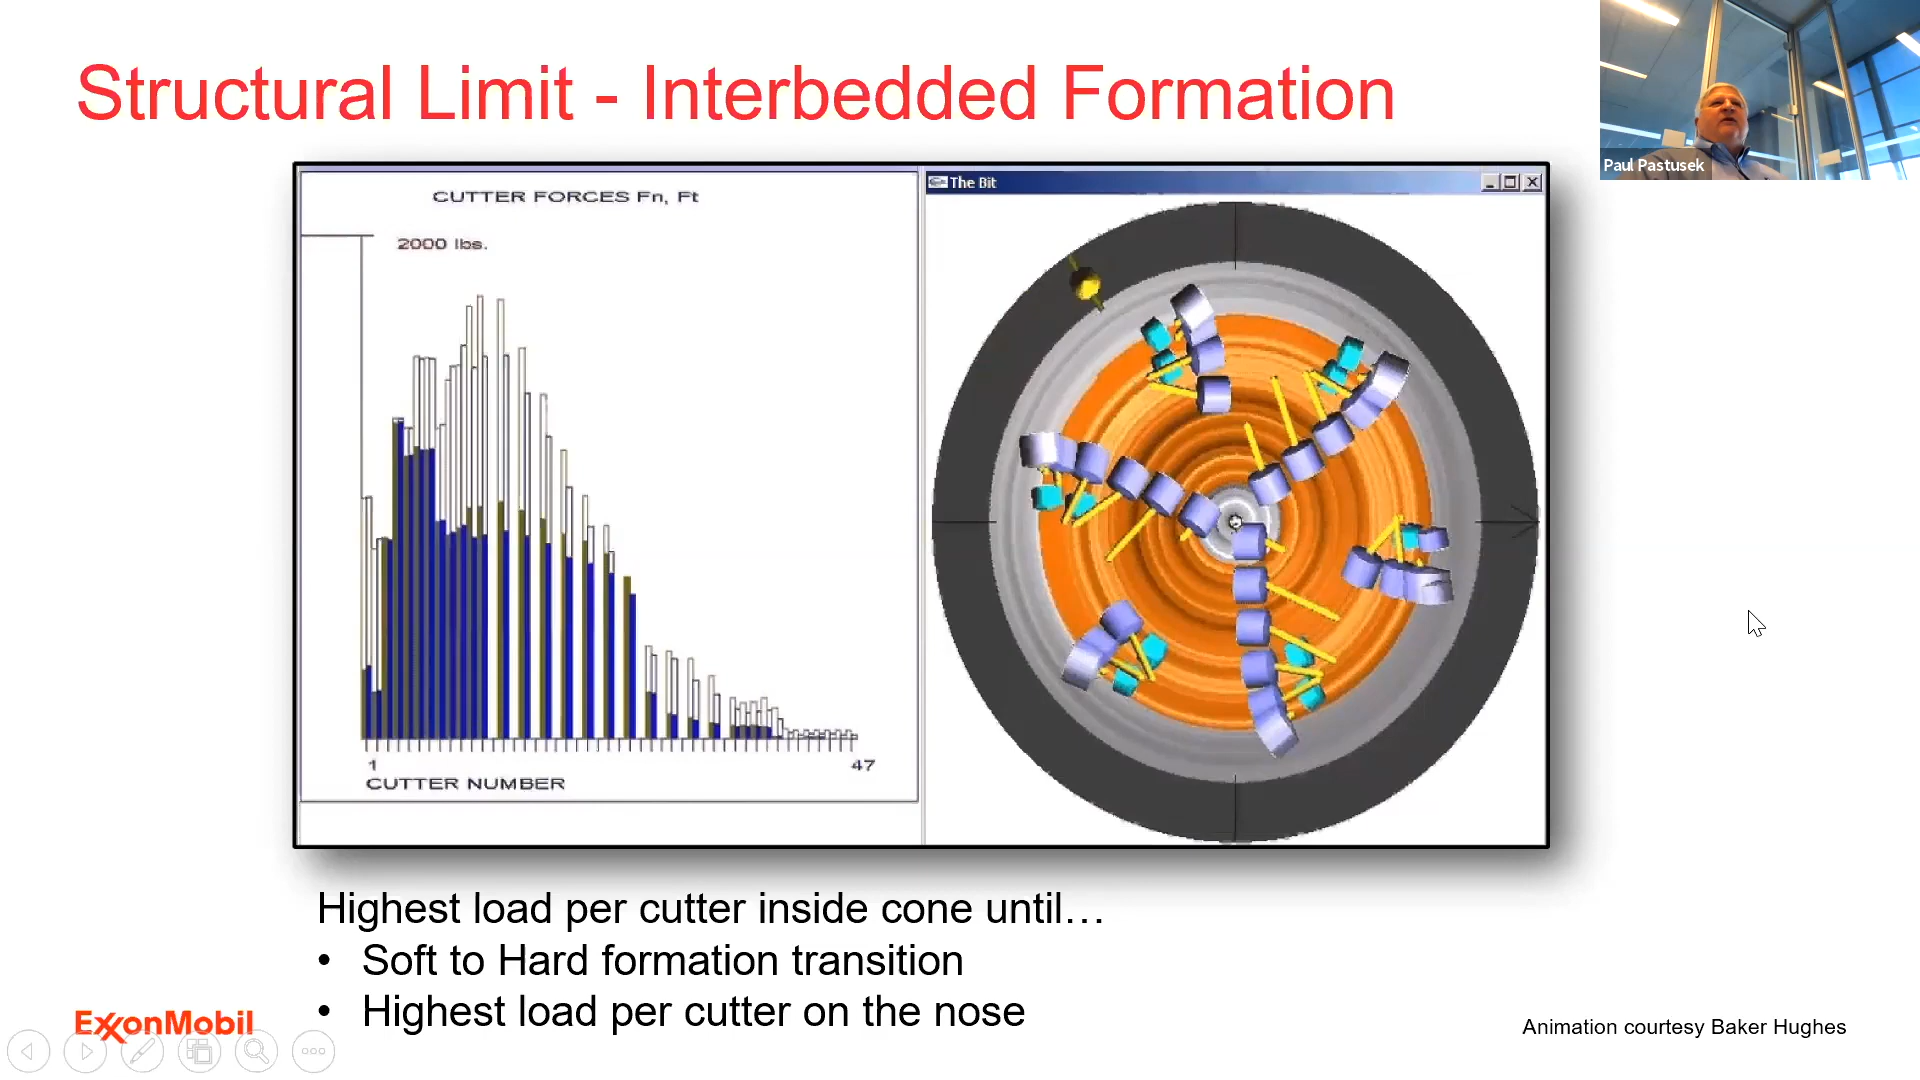 Structural Limit - Interbedded Formation
Paul Pastusek
CUTTER FORCES Fn, Ft
2000 lbs.
1
47
CUTTER NUMBER
The Bit
Highest load per cutter inside cone until…
• Soft to Hard formation transition
• Highest load per cutter on the nose
ExxonMobil
Animation courtesy Baker Hughes